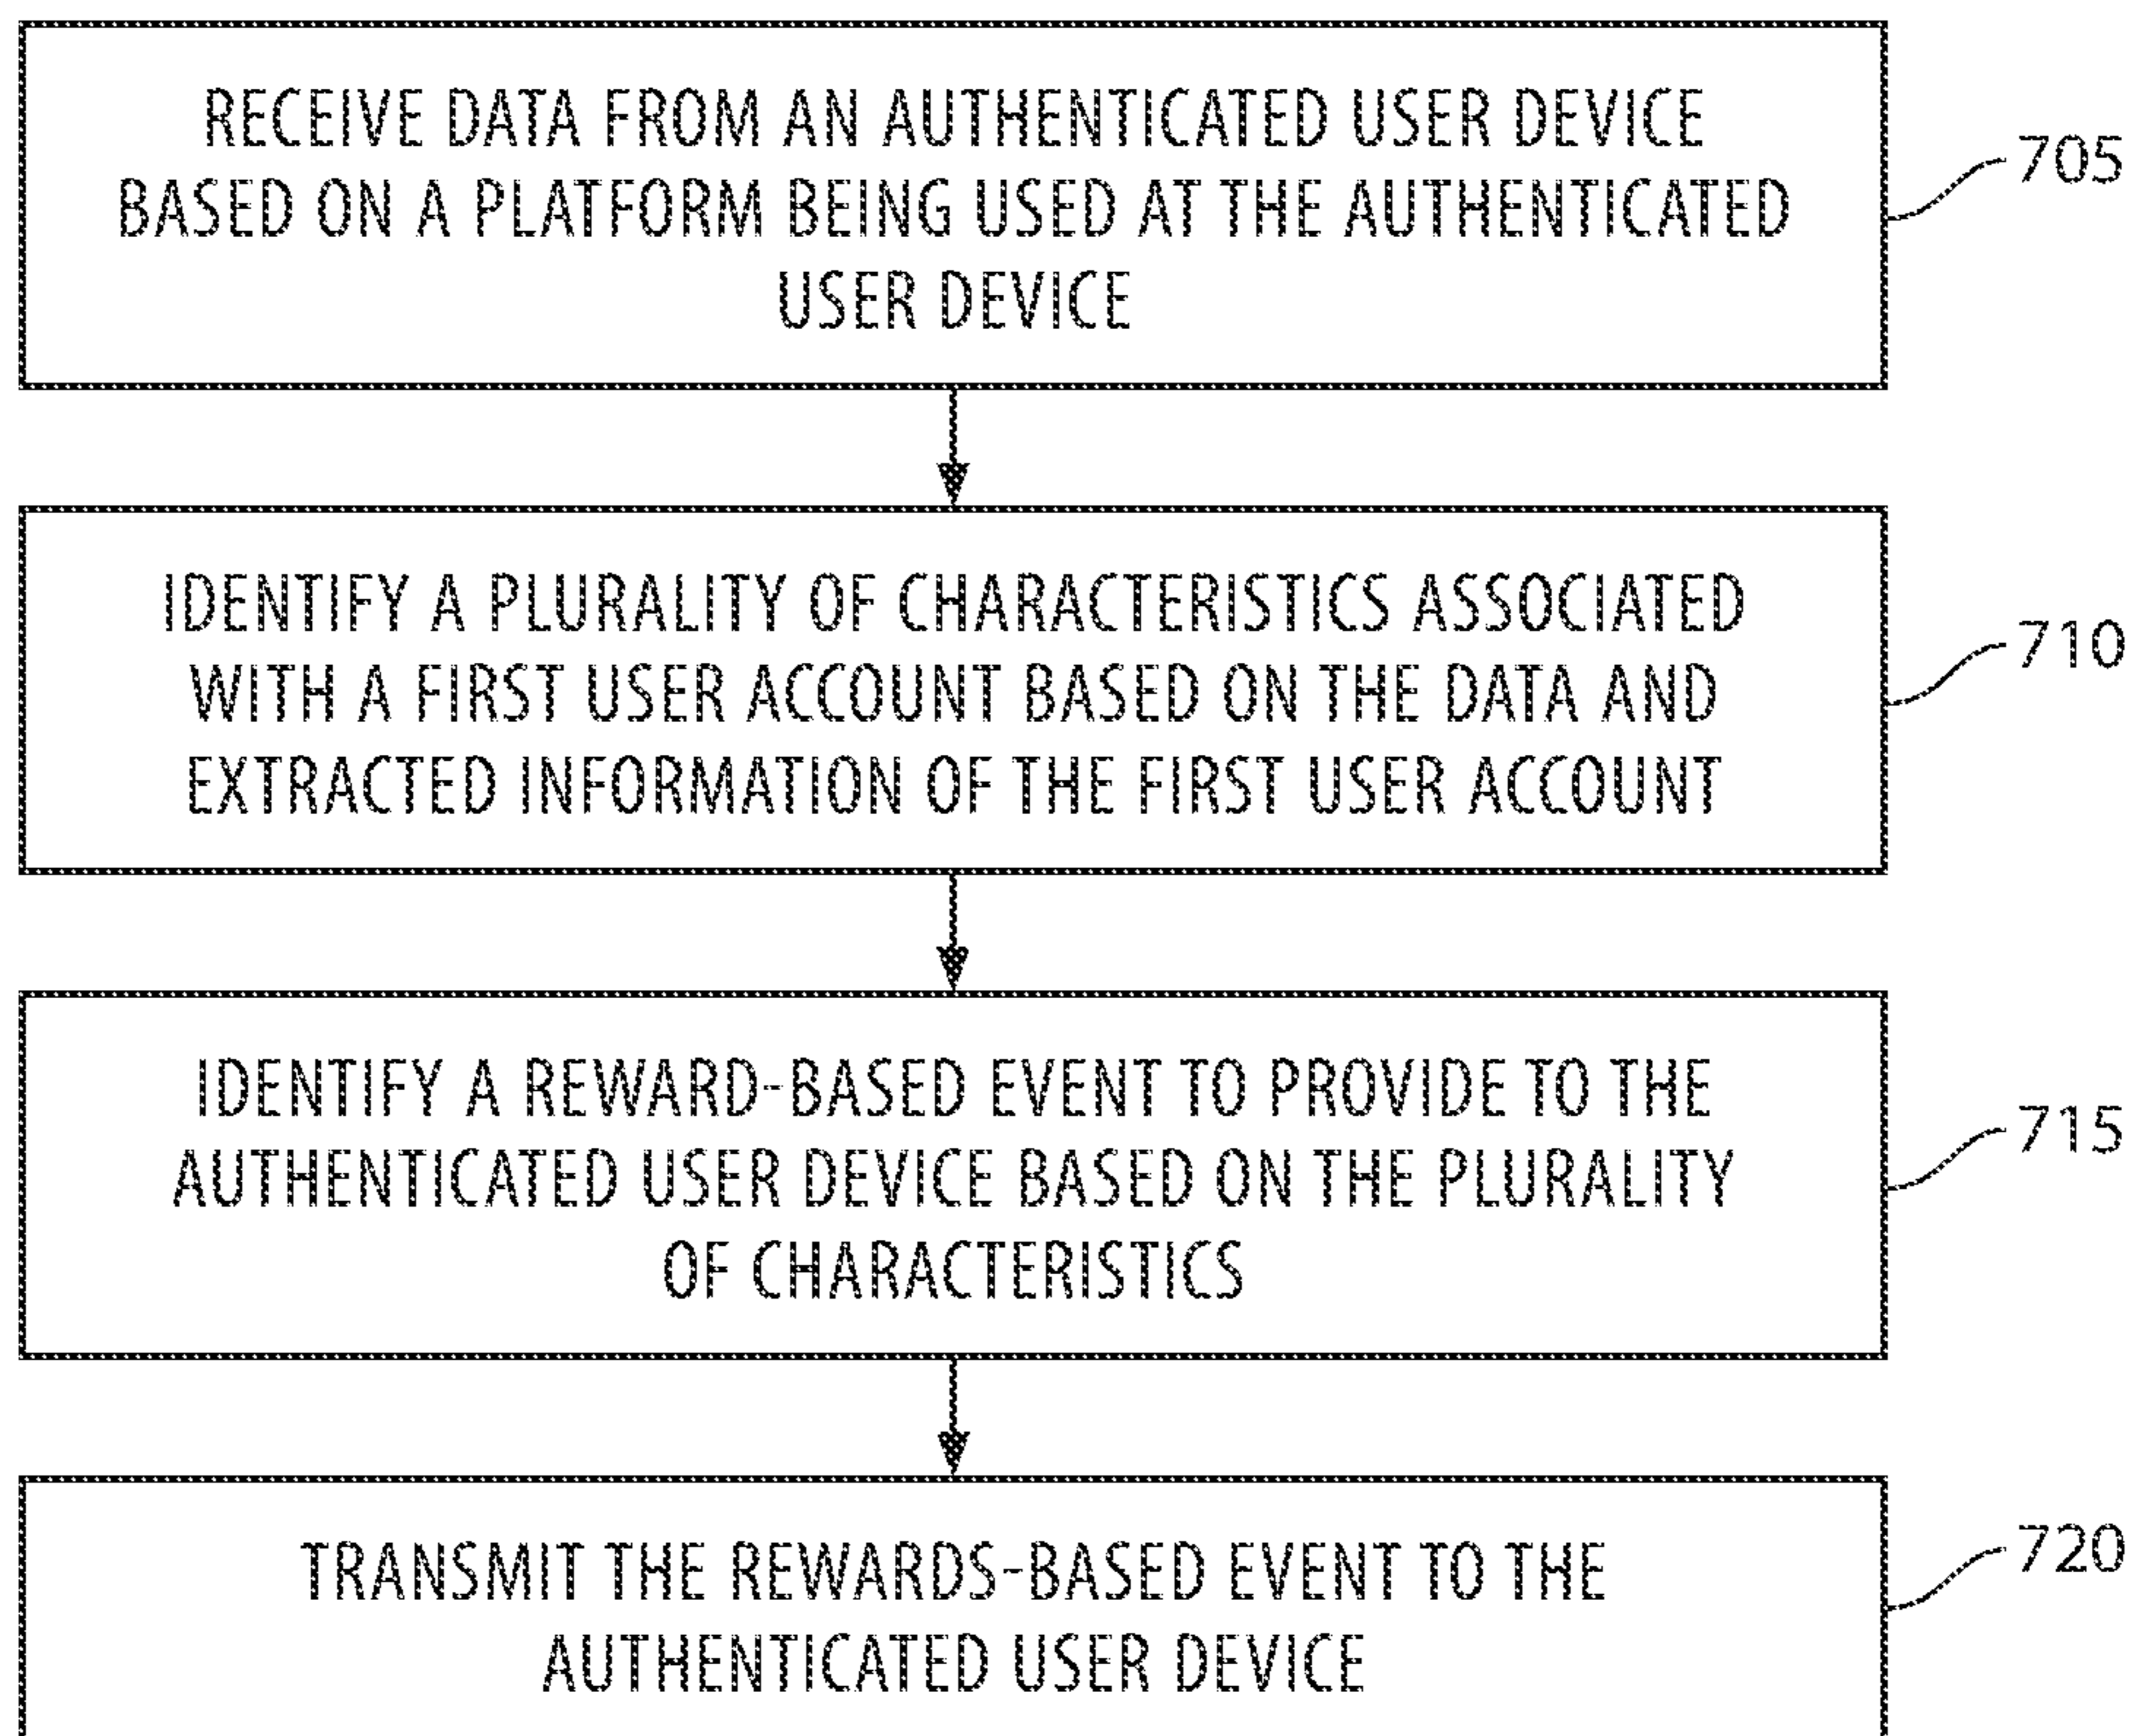 RECEIVE DATA FROM AN AUTHENTICATED USER DEVICE
BASED ON A PLATFORM BEING USED AT THE AUTHENTICATED
USER DEVICE
705
IDENTIFY A PLURALITY OF CHARACTERISTICS ASSOCIATED
WITH A FIRST USER ACCOUNT BASED ON THE DATA AND
EXTRACTED INFORMATION OF THE FIRST USER ACCOUNT
710
IDENTIFY A REWARD-BASED EVENT TO PROVIDE TO THE
AUTHENTICATED USER DEVICE BASED ON THE PLURALITY
OF CHARACTERISTICS
715
TRANSMIT THE REWARDS-BASED EVENT TO THE
AUTHENTICATED USER DEVICE
720